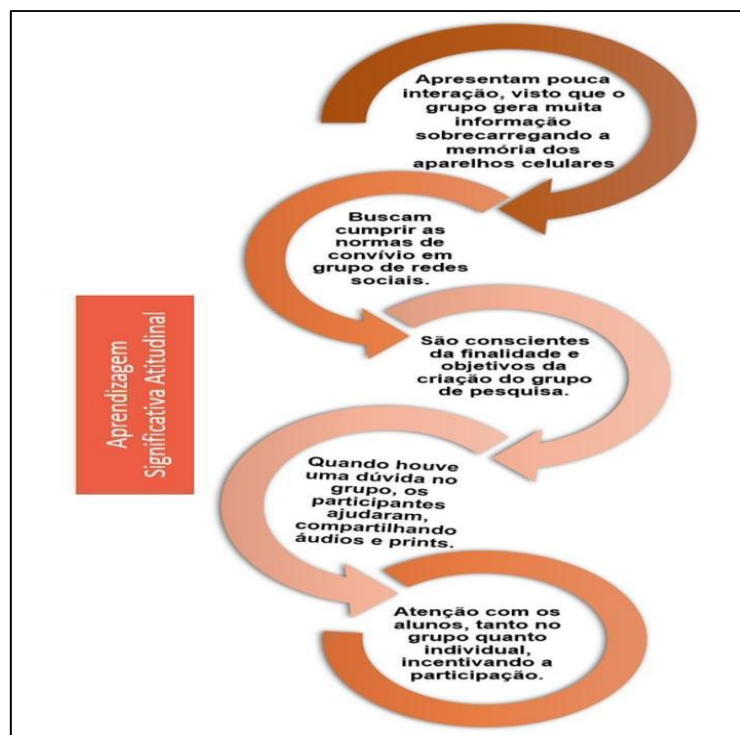 Apresentam pouca
interação, visto que o
grupo gera muita
informação
sobrecarregando a
memória dos
aparelhos celulares
Buscam
cumprir as
normas de
convívio em
grupo de redes
sociais.
São conscientes
da finalidade e
objetivos da
criação do grupo
de pesquisa.
Quando houve
uma dúvida no
grupo, os
participantes
ajudaram,
compartilhando
áudios e prints.
Atenção com os
alunos, tanto no
grupo quanto
individual,
incentivando a
participação.
Aprendizagem
Significativa Atitudinal